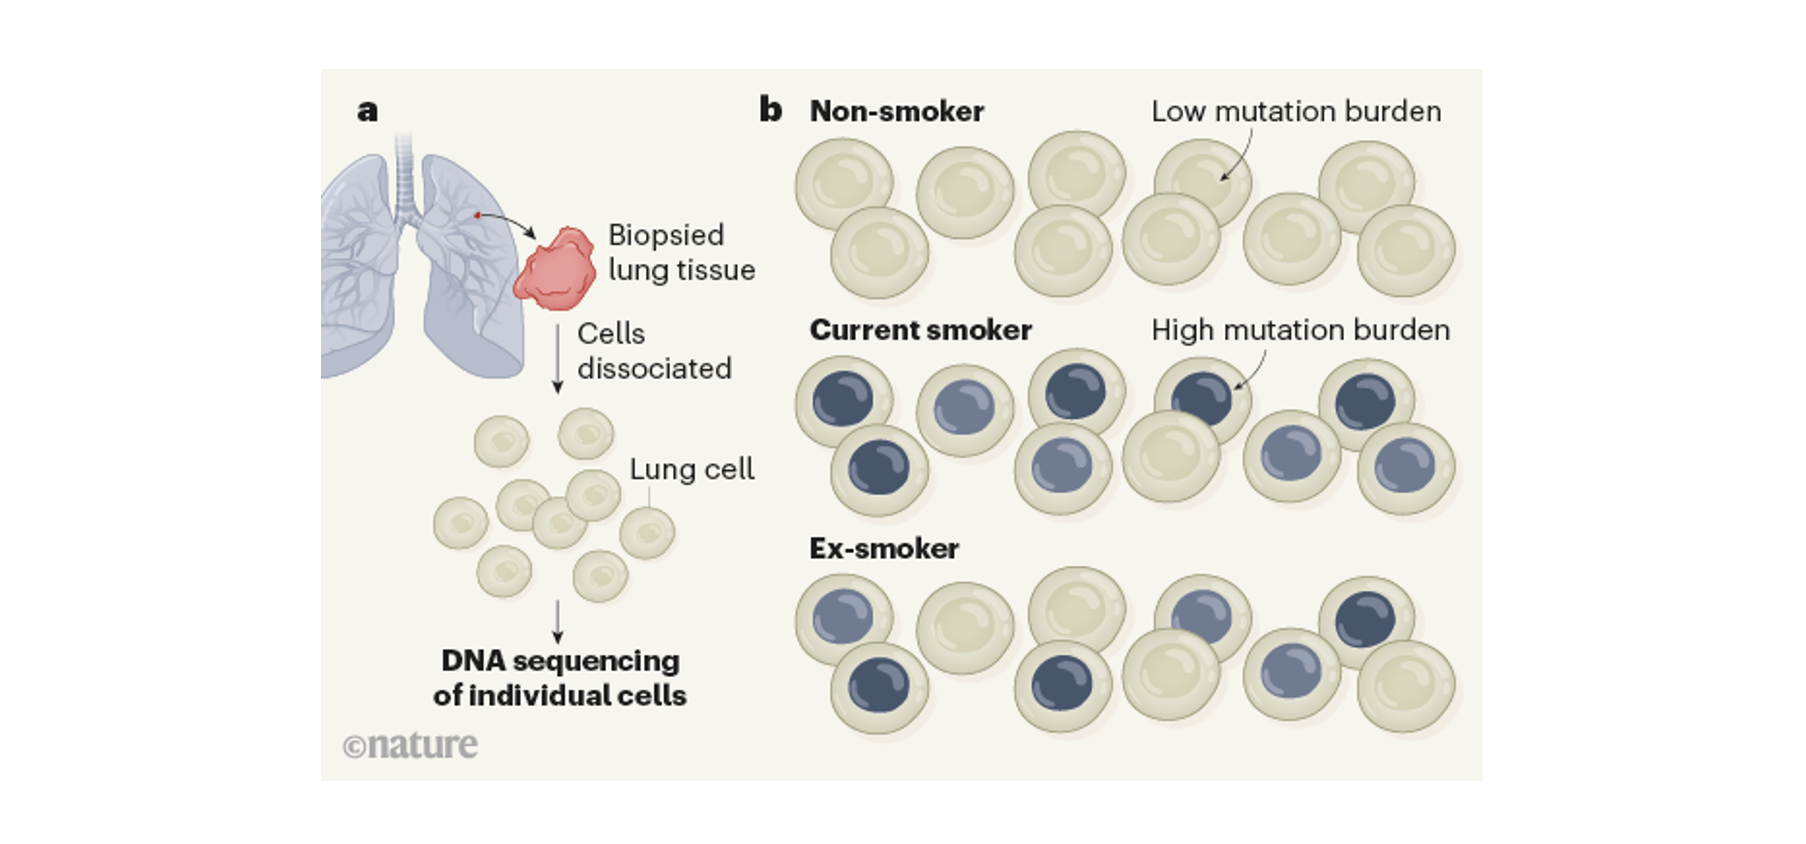 a
Biopsied
lung tissue
Cells
dissociated
Lung cell
DNA sequencing
of individual cells
©nature
b
Non-smoker
Low mutation burden
Current smoker
High mutation burden
Ex-smoker